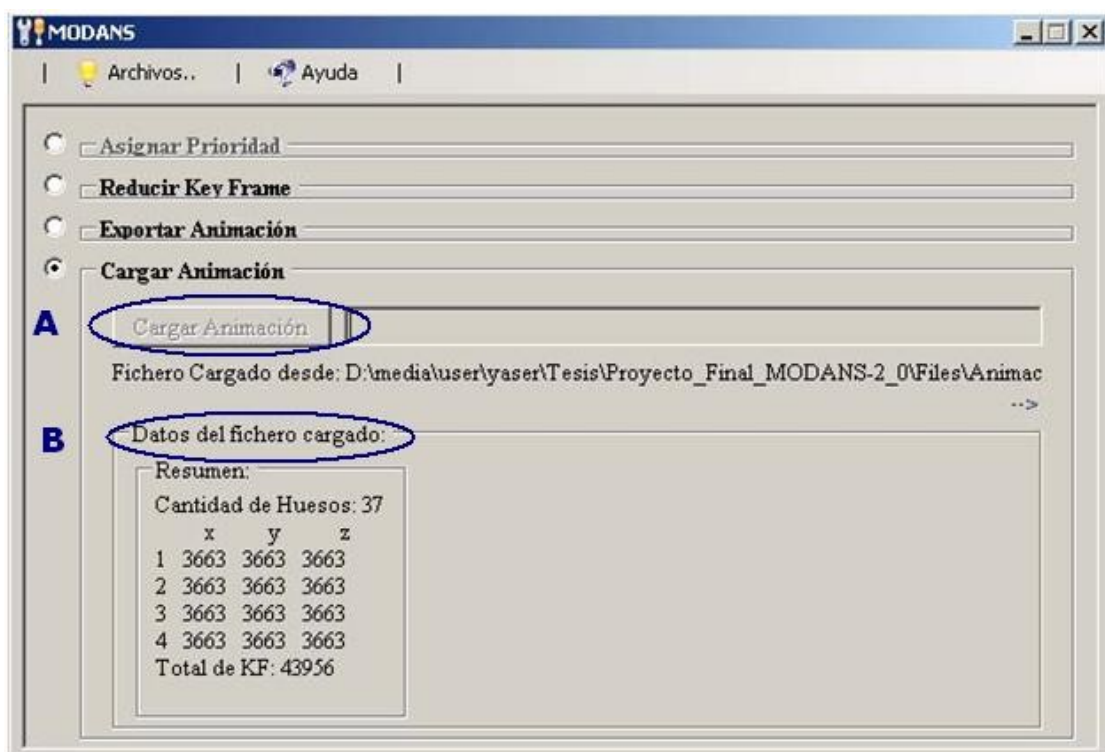 MODANS
| Archivos.. | Ayuda |
Asignar Prioridad
Reducir Key Frame
Exportar Animación
Cargar Animación
A Cargar Animación
Fichero Cargado desde: D:\media\user\yaser\Tesis\Proyecto_Final_MODANS-2_0\Files\Animac
-->
B Datos del fichero cargado:
Resumen:
Cantidad de Huesos: 37
x y z
1 3663 3663 3663
2 3663 3663 3663
3 3663 3663 3663
4 3663 3663 3663
Total de KF: 43956